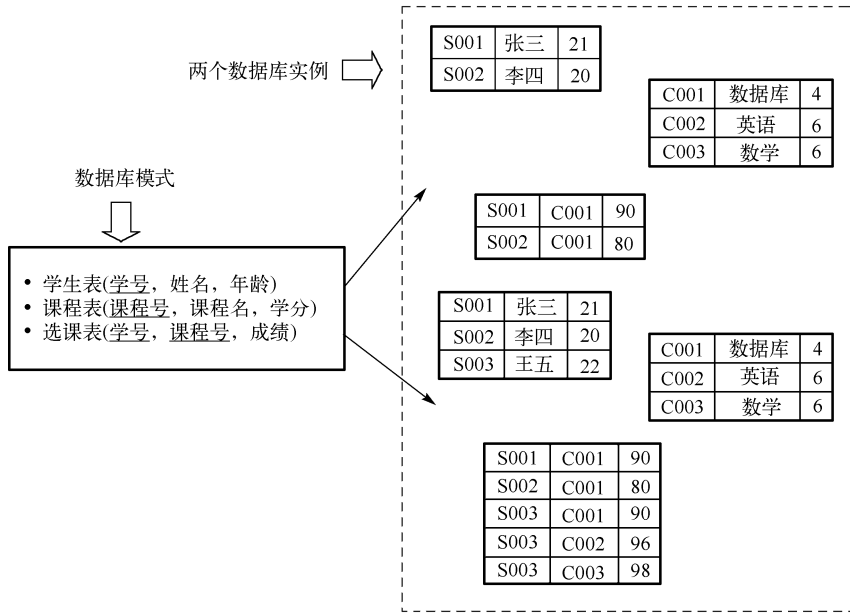 两个数据库实例
S001 张三 21
S002 李四 20
C001 数据库 4
C002 英语 6
C003 数学 6
数据库模式
S001 C001 90
S002 C001 80
• 学生表(学号，姓名，年龄)
• 课程表(课程号，课程名，学分)
• 选课表(学号，课程号，成绩)
S001 张三 21
S002 李四 20
S003 王五 22
C001 数据库 4
C002 英语 6
C003 数学 6
S001 C001 90
S002 C001 80
S003 C001 90
S003 C002 96
S003 C003 98